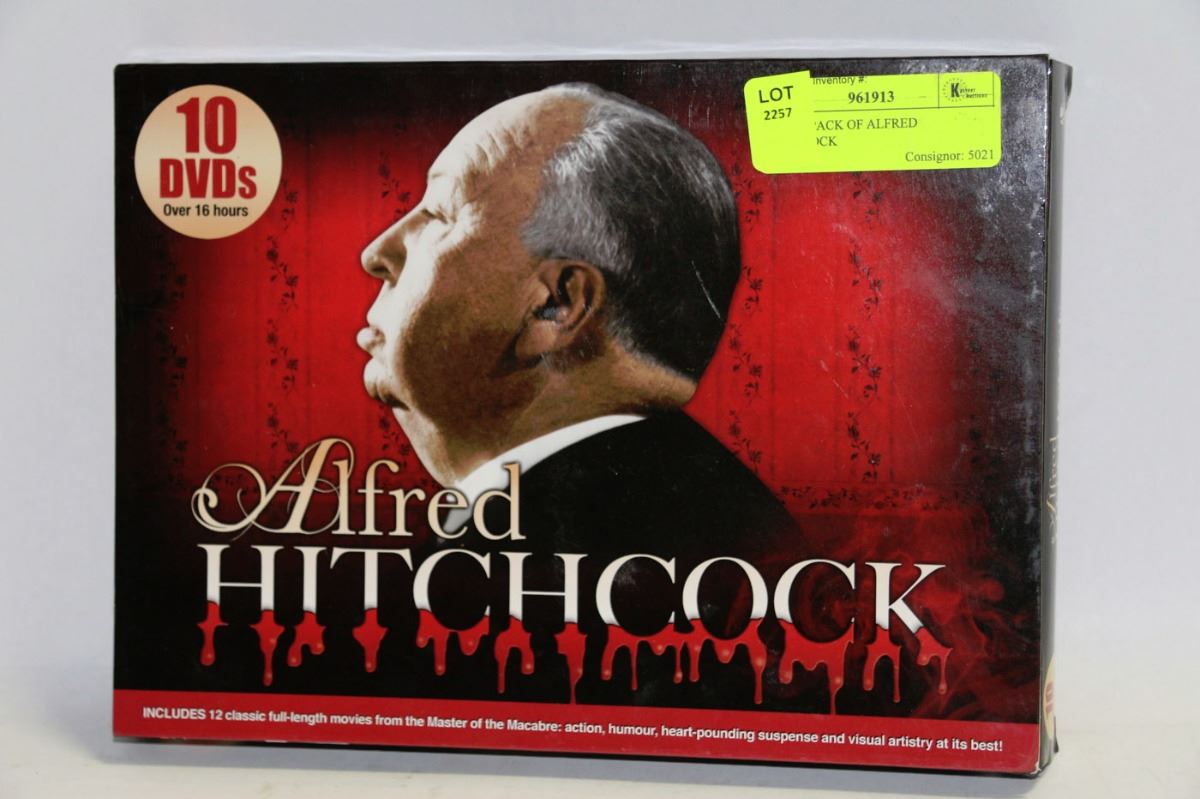 10
DVDs
Over 16 hours
LOT
2257
Inventory #:
961913
ACK OF ALFRED
OCK
Consignor: 5021
Alfred
HITCHCOCK
INCLUDES 12 classic full-length movies from the Master of the Macabre: action, humour, heart-pounding suspense and visual artistry at its best!